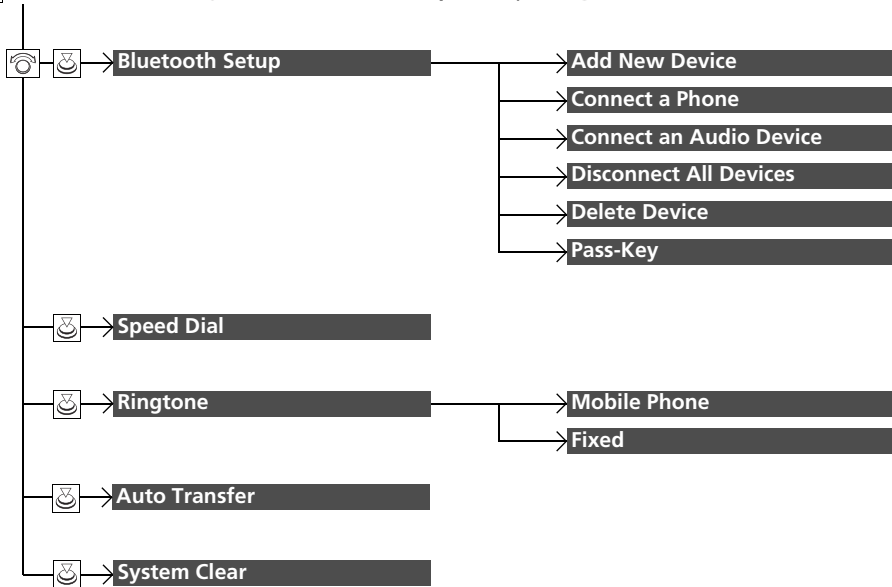 Bluetooth Setup
Add New Device
Connect a Phone
Connect an Audio Device
Disconnect All Devices
Delete Device
Pass-Key
Speed Dial
Ringtone
Mobile Phone
Fixed
Auto Transfer
System Clear